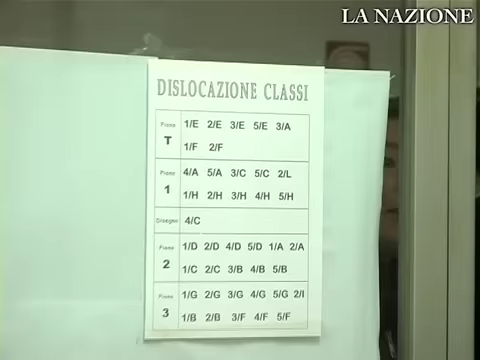 LA NAZIONE
DISLOCAZIONE CLASSI
Piano T
1/E 2/E 3/E 5/E 3/A
1/F 2/F
Piano 1
4/A 5/A 3/C 5/C 2/L
1/H 2/H 3/H 4/H 5/H
Disegno 4/C
Piano 2
1/D 2/D 4/D 5/D 1/A 2/A
1/C 2/C 3/B 4/B 5/B
Piano 3
1/G 2/G 3/G 4/G 5/G 2/I
1/B 2/B 3/F 4/F 5/F